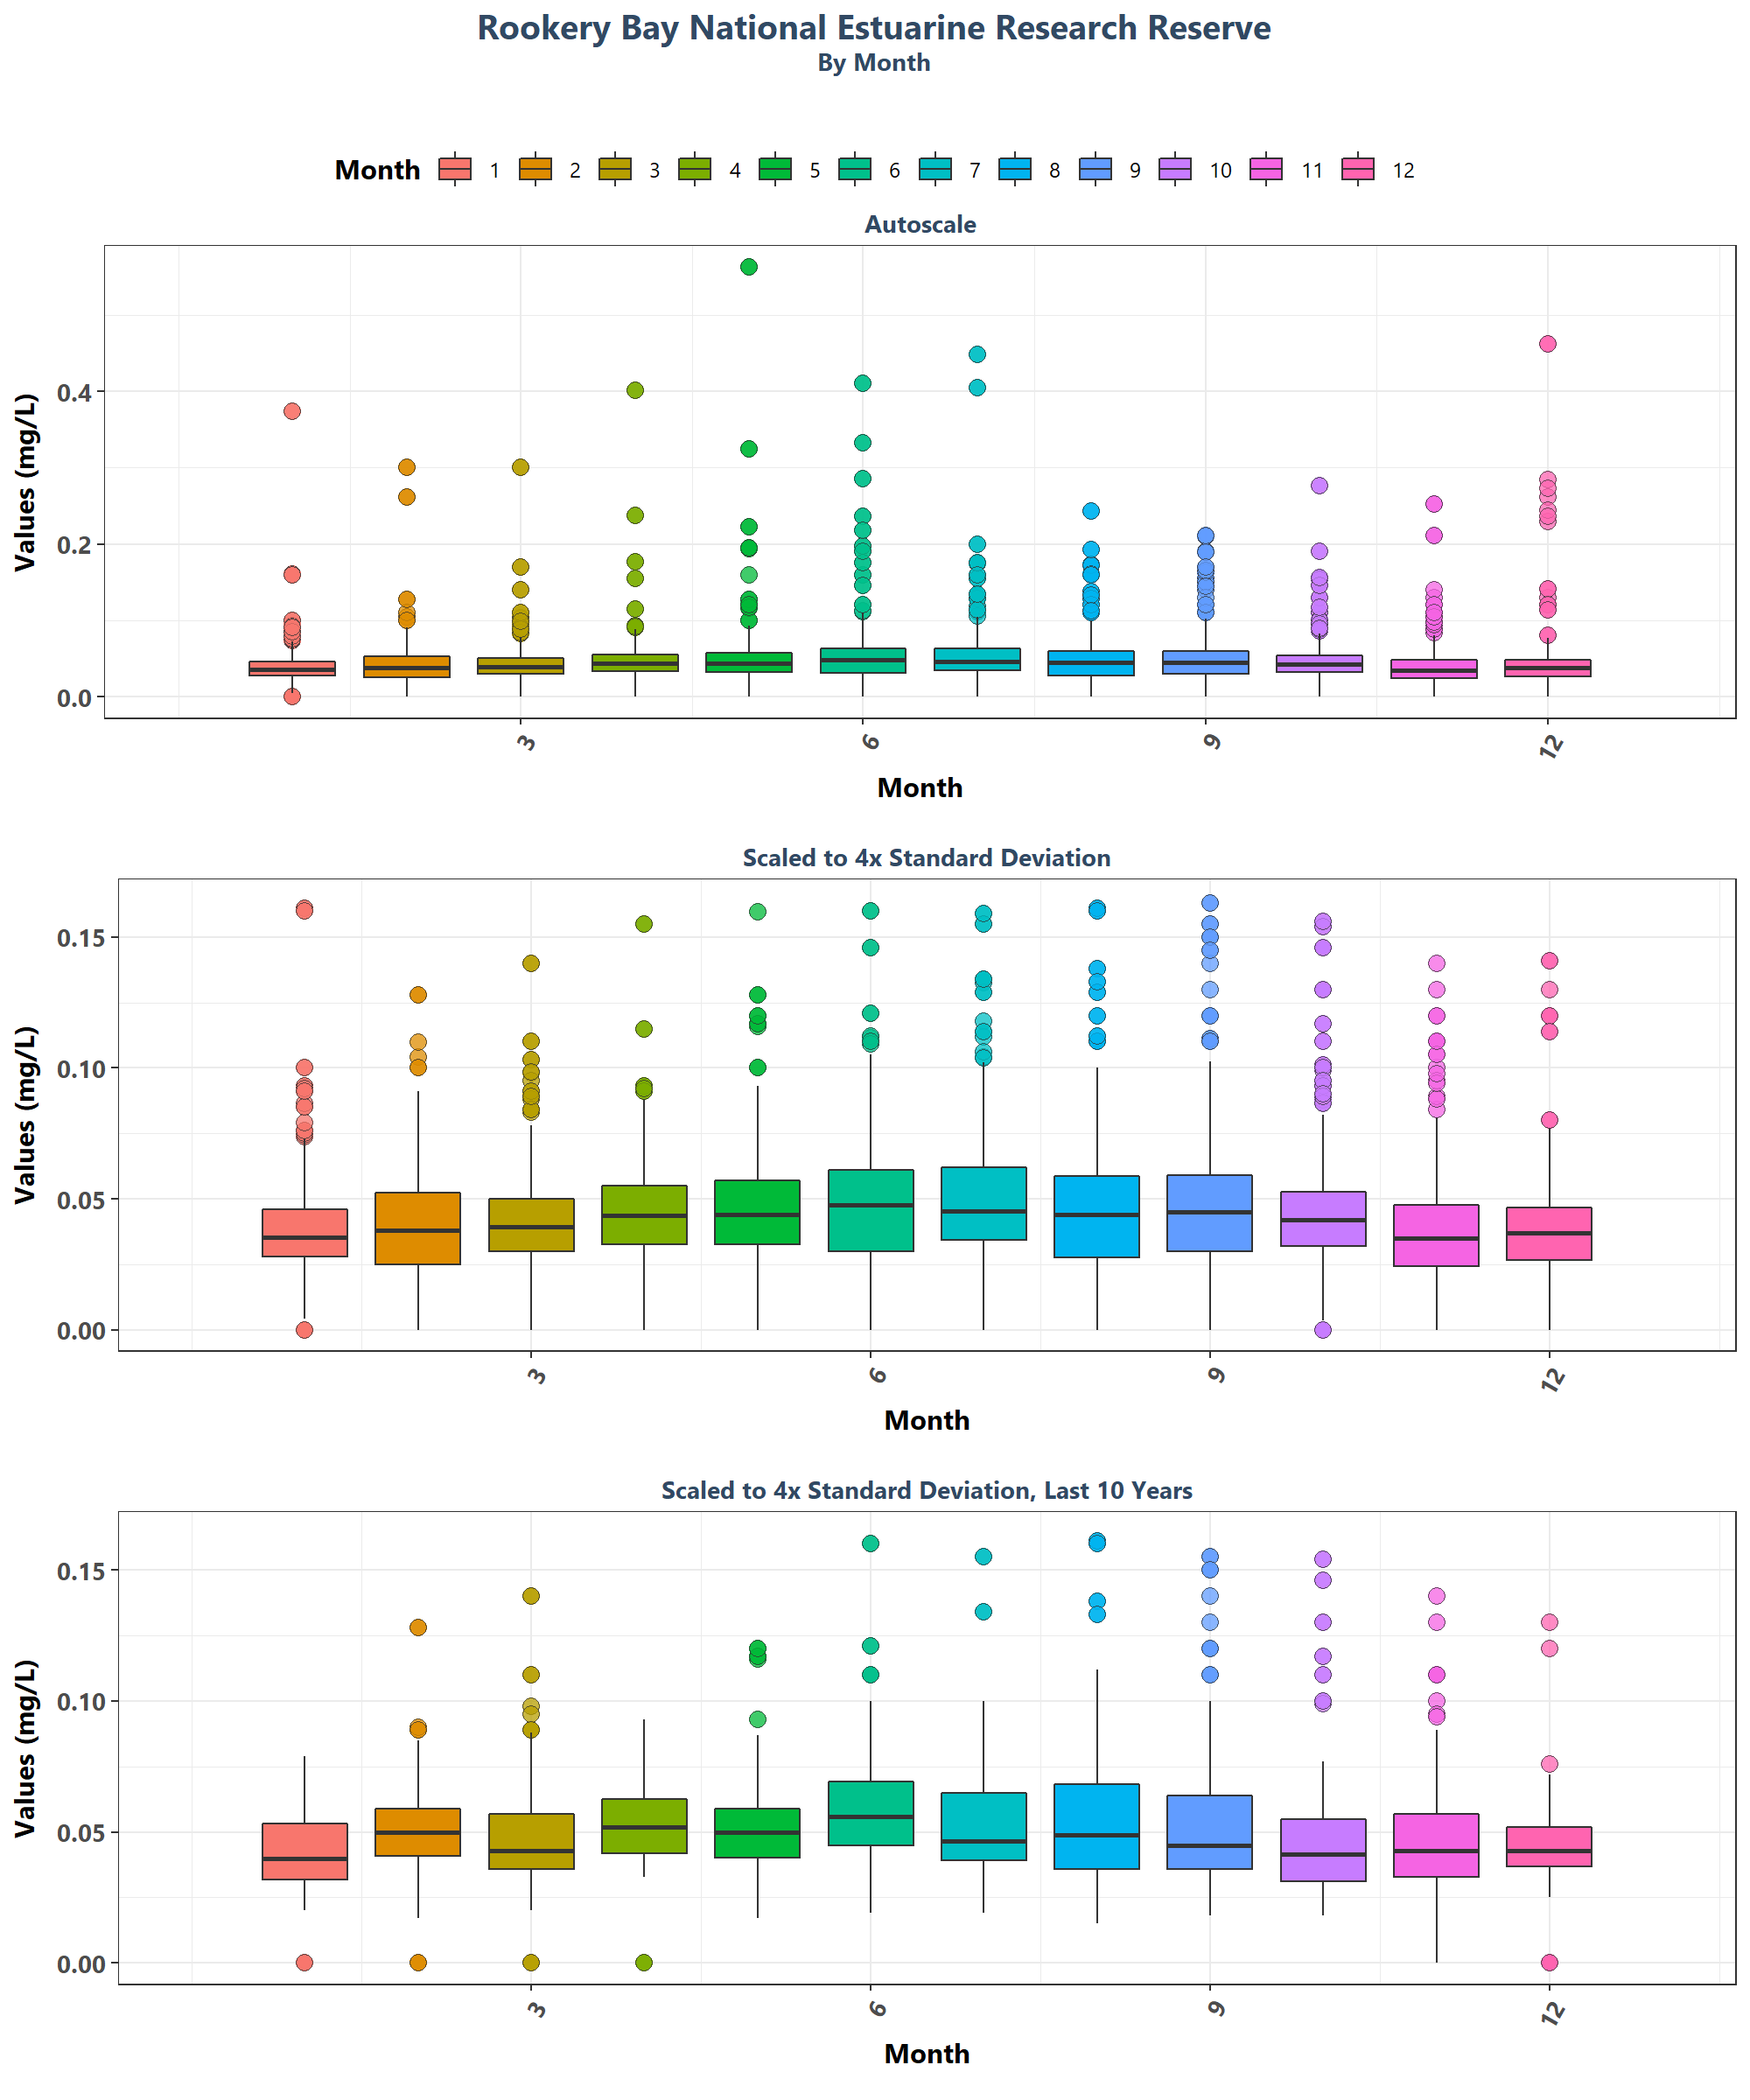 Rookery Bay National Estuarine Research Reserve
By Month
Month 1 2 3 4 5 6 7 8 9 10 11 12
Autoscale
Values (mg/L)
0.4
0.2
0.0
3 6 9 12
Month
Scaled to 4x Standard Deviation
Values (mg/L)
0.15
0.10
0.05
0.00
3 6 9 12
Month
Scaled to 4x Standard Deviation, Last 10 Years
Values (mg/L)
0.15
0.10
0.05
0.00
3 6 9 12
Month